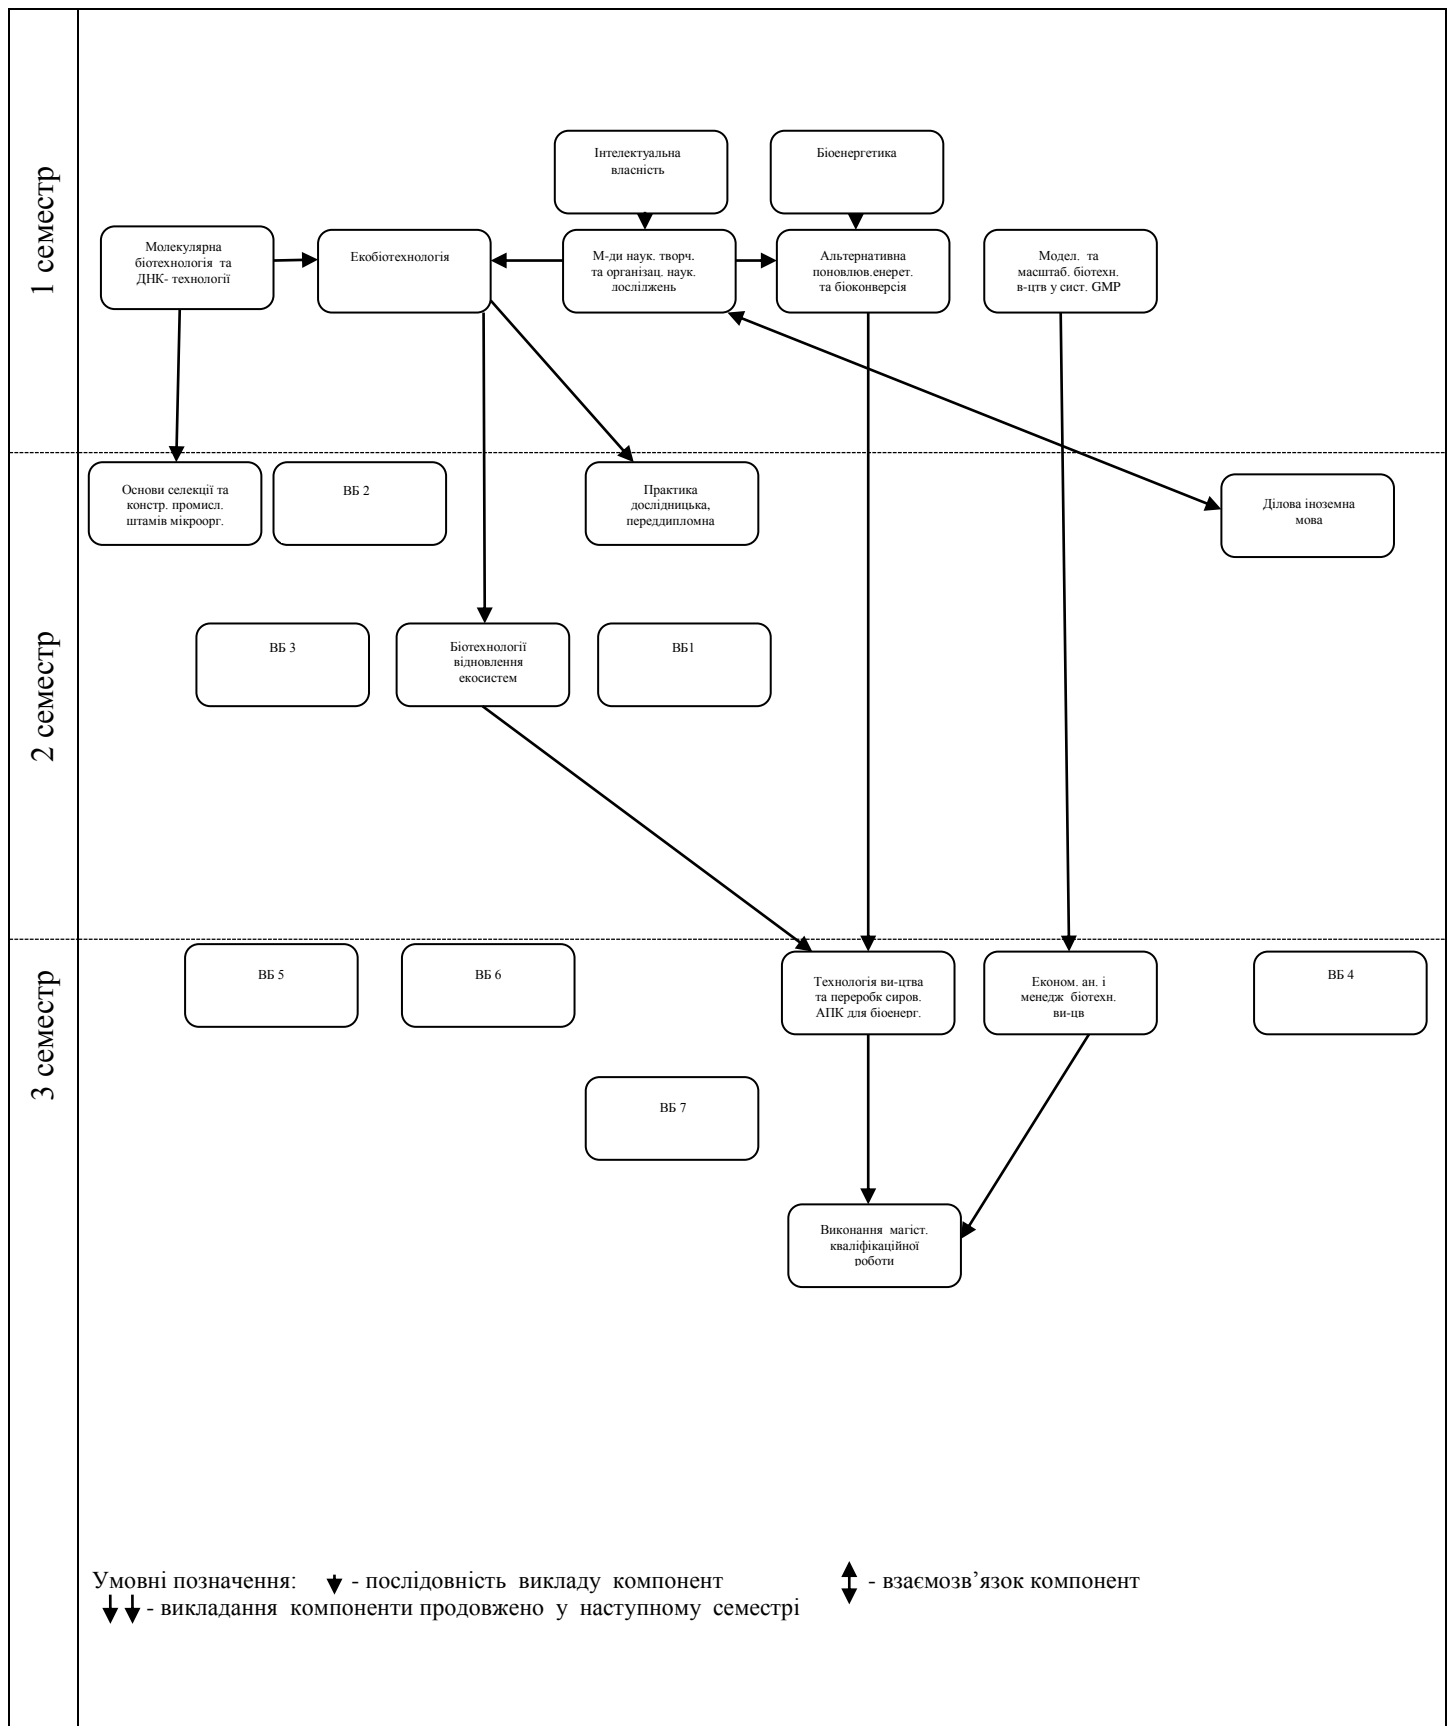 1 семестр
Інтелектуальна
власність
Біоенергетика
Молекулярна
біотехнологія та
ДНК- технології
Екобіотехнологія
М-ди наук. творч.
та організац. наук.
досліджень
Альтернативна
поновлюв.енерет.
та біоконверсія
Модел. та
масштаб. біотехн.
в-цтв у сист. GMP
2 семестр
Основи селекції та
констр. промисл.
штамів мікроорг.
ВБ 2
Практика
дослідницька,
переддипломна
Ділова іноземна
мова
ВБ 3
Біотехнології
відновлення
екосистем
ВБ1
3 семестр
ВБ 5
ВБ 6
Технологія ви-цтва
та переробк сиров.
АПК для біоенерг.
Економ. ан. і
менедж біотехн.
ви-цв
ВБ 4
ВБ 7
Виконання магіст.
кваліфікаційної
роботи
Умовні позначення: - послідовність викладу компонент - взаємозв’язок компонент
- викладання компоненти продовжено у наступному семестрі